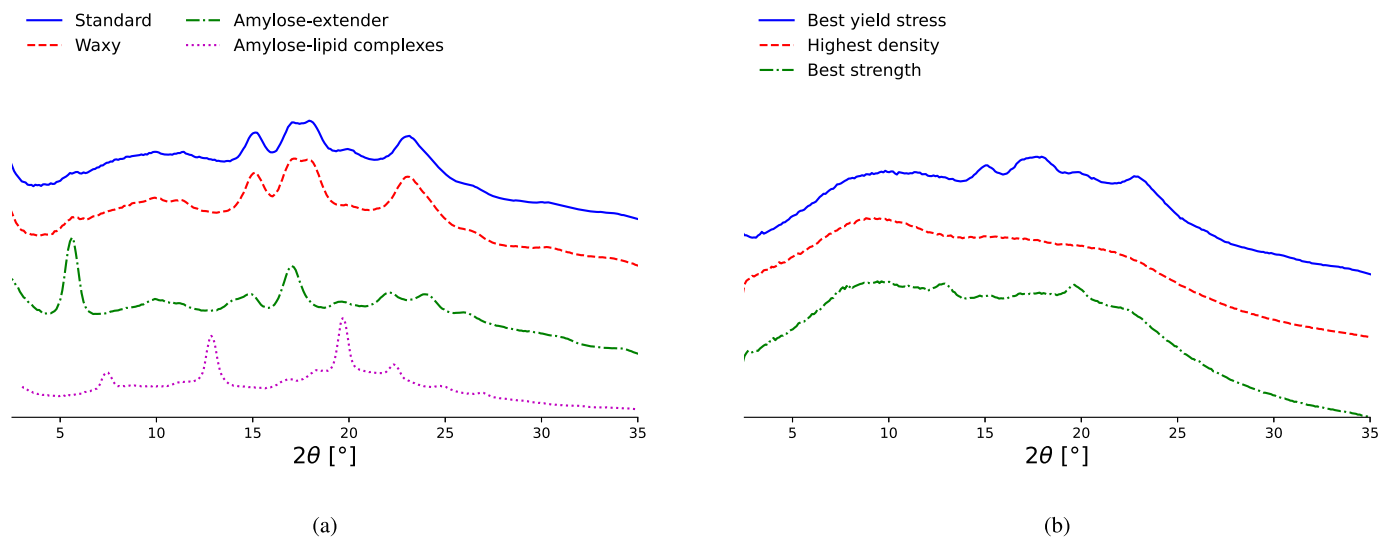 Standard
Waxy
Amylose-extender
Amylose-lipid complexes
5 10 15 20 25 30 35
2θ [°]
(a)
Best yield stress
Highest density
Best strength
5 10 15 20 25 30 35
2θ [°]
(b)